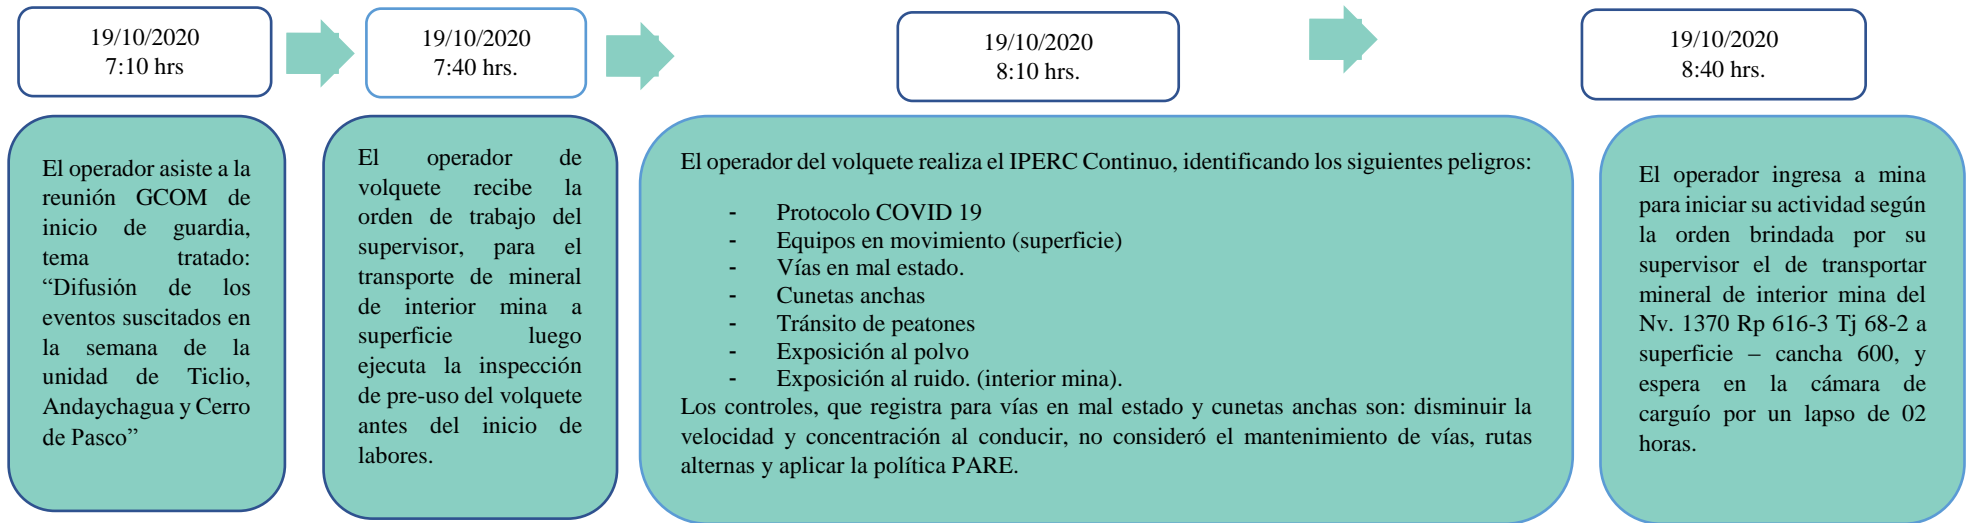 19/10/2020
7:10 hrs
19/10/2020
7:40 hrs.
19/10/2020
8:10 hrs.
19/10/2020
8:40 hrs.
El operador asiste a la
reunión GCOM de
inicio de guardia,
tema tratado:
“Difusión de los
eventos suscitados en
la semana de la
unidad de Ticlio,
Andaychagua y Cerro
de Pasco”
El operador de
volquete recibe la
orden de trabajo del
supervisor, para el
transporte de mineral
de interior mina a
superficie luego
ejecuta la inspección
de pre-uso del volquete
antes del inicio de
labores.
El operador del volquete realiza el IPERC Continuo, identificando los siguientes peligros:
- Protocolo COVID 19
- Equipos en movimiento (superficie)
- Vías en mal estado.
- Cunetas anchas
- Tránsito de peatones
- Exposición al polvo
- Exposición al ruido. (interior mina).
Los controles, que registra para vías en mal estado y cunetas anchas son: disminuir la
velocidad y concentración al conducir, no consideró el mantenimiento de vías, rutas
alternas y aplicar la política PARE.
El operador ingresa a mina
para iniciar su actividad según
la orden brindada por su
supervisor el de transportar
mineral de interior mina del
Nv. 1370 Rp 616-3 Tj 68-2 a
superficie – cancha 600, y
espera en la cámara de
carguío por un lapso de 02
horas.